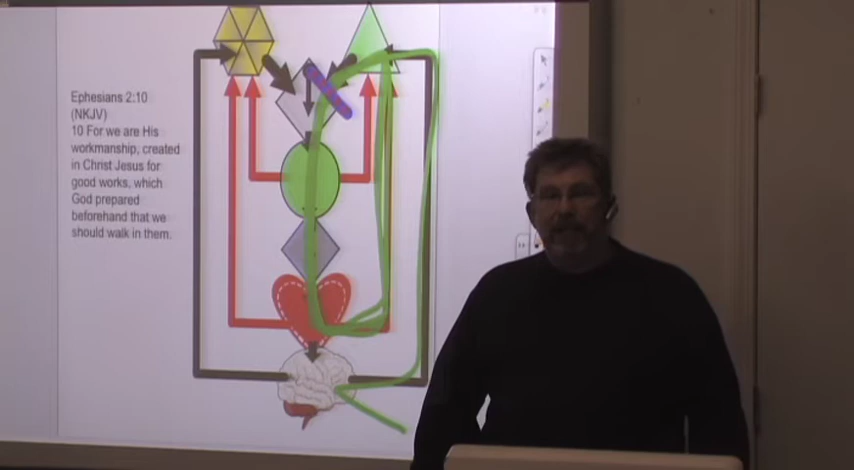 Ephesians 2:10
(NKJV)
10 For we are His
workmanship, created
in Christ Jesus for
good works, which
God prepared
beforehand that we
should walk in them.